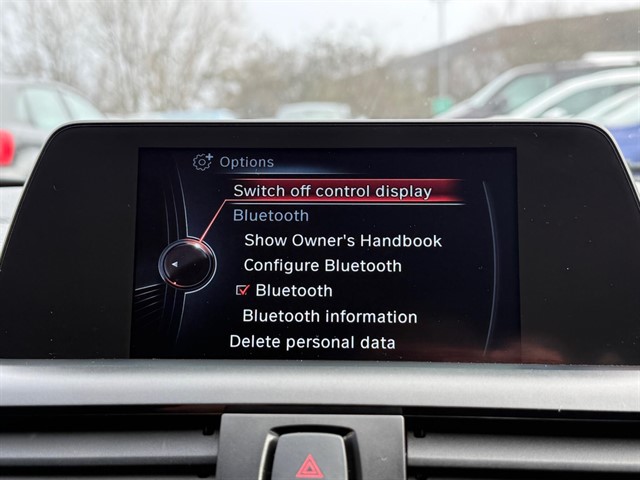 Options
Switch off control display
Bluetooth
Show Owner's Handbook
Configure Bluetooth
Bluetooth
Bluetooth information
Delete personal data